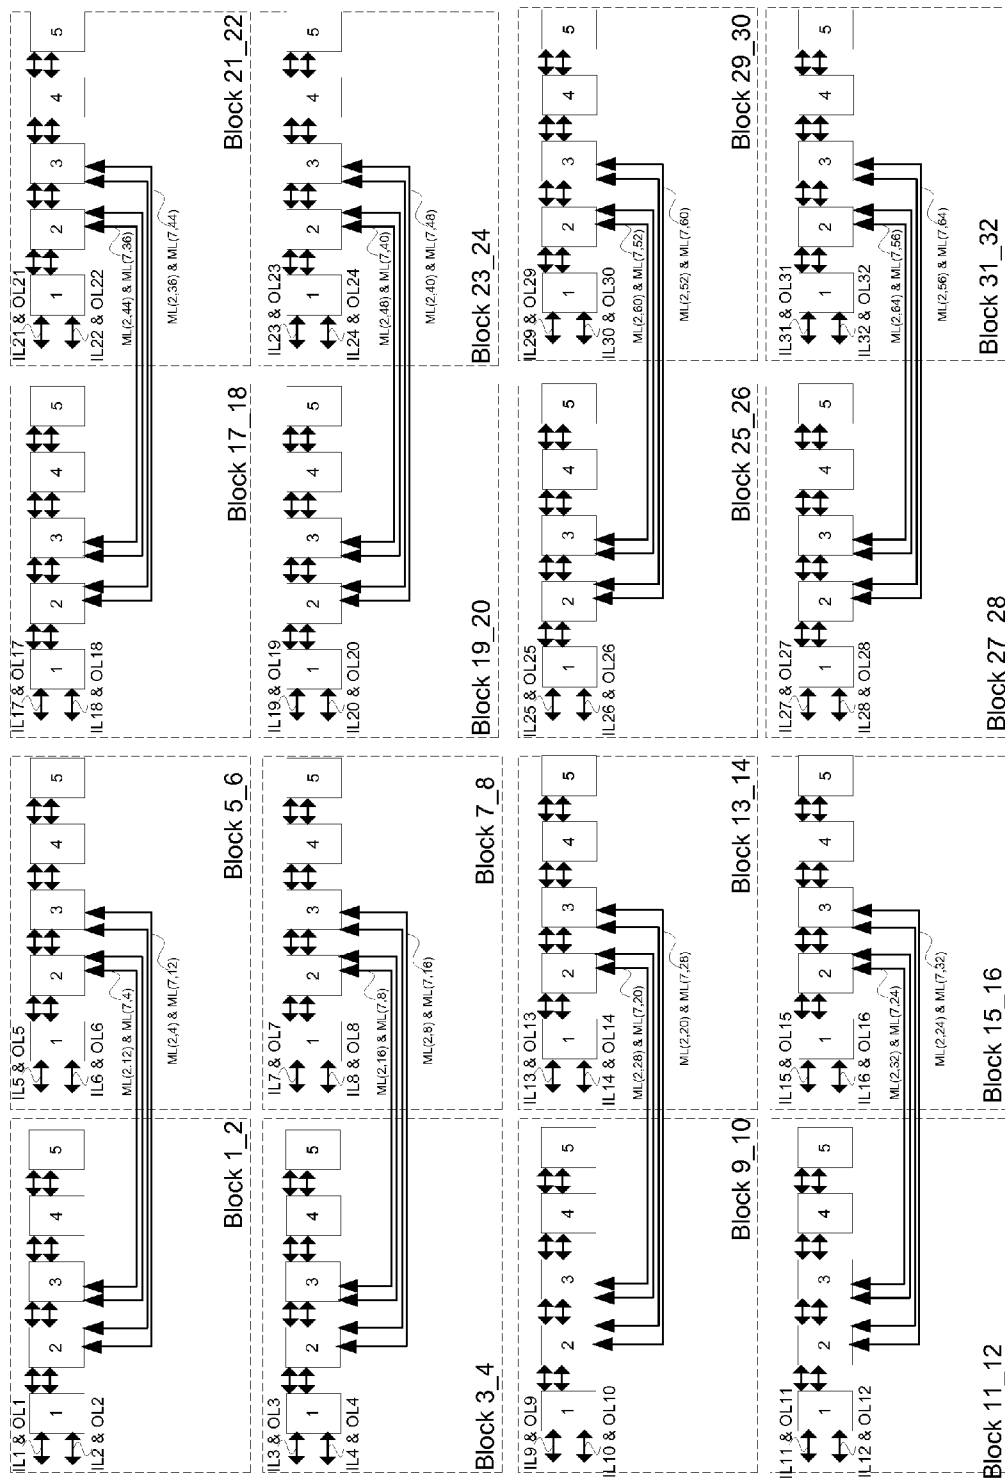 IL1 & OL1
1 2 3 4 5
IL2 & OL2
Block 1_2
IL5 & OL5
1 2 3 4 5
IL6 & OL6
ML(2,12) & ML(7,4)
ML(2,4) & ML(7,12)
Block 5_6
IL17 & OL17
1 2 3 4 5
IL18 & OL18
Block 17_18
IL21 & OL21
1 2 3 4 5
IL22 & OL22
ML(2,44) & ML(7,36)
ML(2,36) & ML(7,44)
Block 21_22
IL3 & OL3
1 2 3 4 5
IL4 & OL4
Block 3_4
IL7 & OL7
1 2 3 4 5
IL8 & OL8
ML(2,16) & ML(7,8)
ML(2,8) & ML(7,16)
Block 7_8
IL19 & OL19
1 2 3 4 5
IL20 & OL20
Block 19_20
IL23 & OL23
1 2 3 4 5
IL24 & OL24
ML(2,48) & ML(7,40)
ML(2,40) & ML(7,48)
Block 23_24
IL9 & OL9
1 2 3 4 5
IL10 & OL10
Block 9_10
IL13 & OL13
1 2 3 4 5
IL14 & OL14
ML(2,28) & ML(7,20)
ML(2,20) & ML(7,28)
Block 13_14
IL25 & OL25
1 2 3 4 5
IL26 & OL26
Block 25_26
IL29 & OL29
1 2 3 4 5
IL30 & OL30
ML(2,60) & ML(7,52)
ML(2,52) & ML(7,60)
Block 29_30
IL11 & OL11
1 2 3 4 5
IL12 & OL12
Block 11_12
IL15 & OL15
1 2 3 4 5
IL16 & OL16
ML(2,32) & ML(7,24)
ML(2,24) & ML(7,32)
Block 15_16
IL27 & OL27
1 2 3 4 5
IL28 & OL28
Block 27_28
IL31 & OL31
1 2 3 4 5
IL32 & OL32
ML(2,64) & ML(7,56)
ML(2,56) & ML(7,64)
Block 31_32